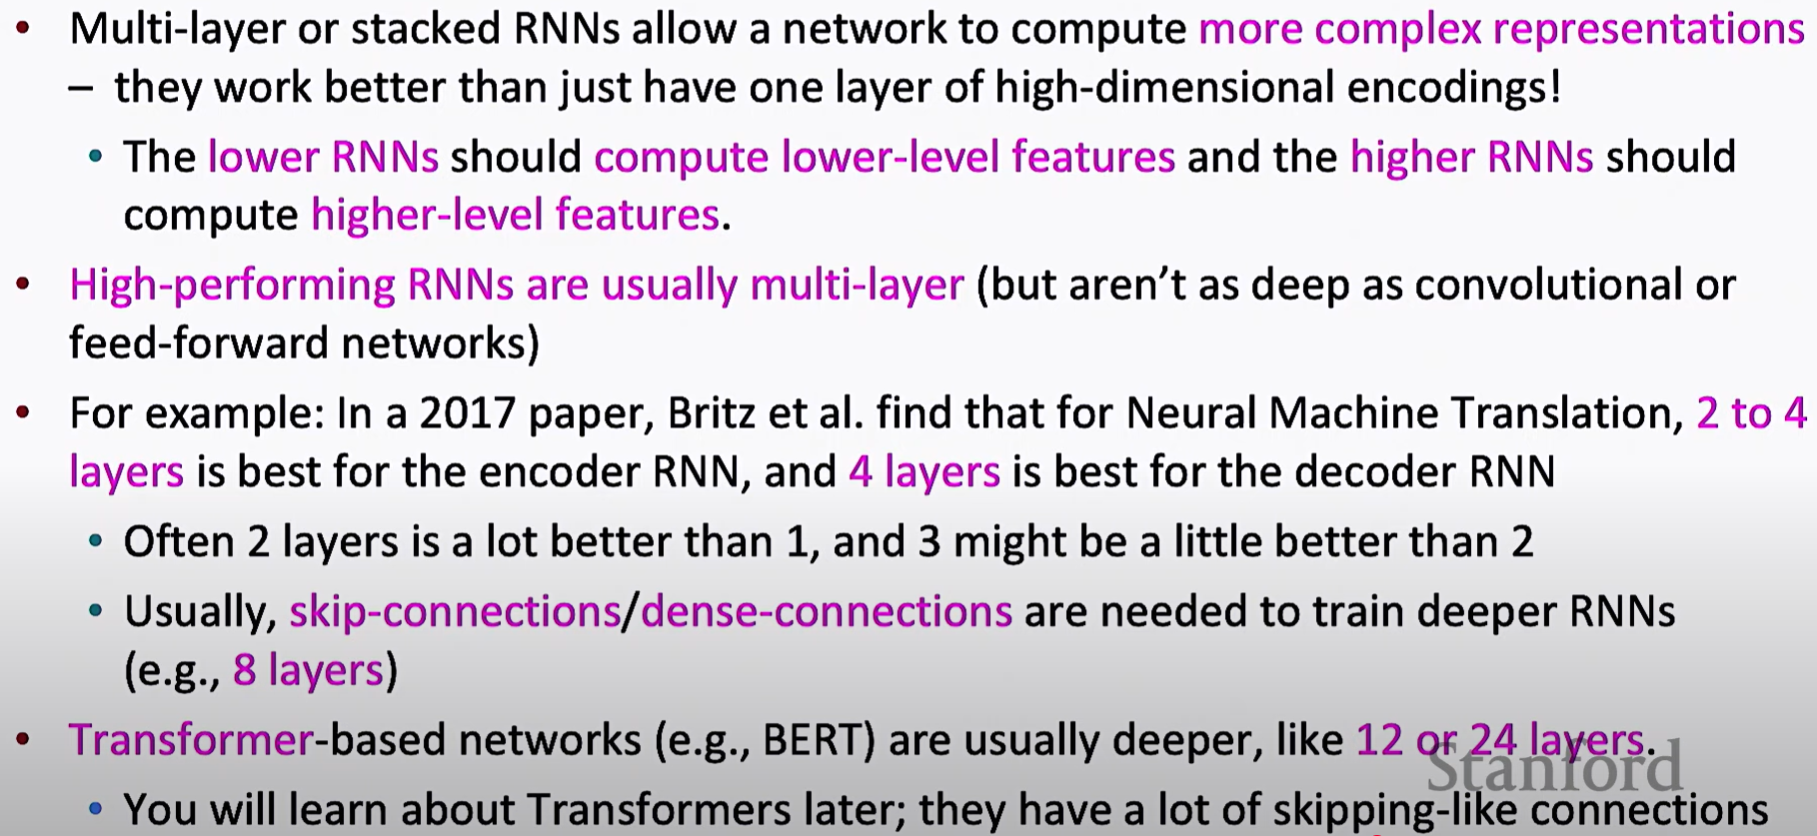 • Multi-layer or stacked RNNs allow a network to compute more complex representations
– they work better than just have one layer of high-dimensional encodings!
• The lower RNNs should compute lower-level features and the higher RNNs should
compute higher-level features.
• High-performing RNNs are usually multi-layer (but aren’t as deep as convolutional or
feed-forward networks)
• For example: In a 2017 paper, Britz et al. find that for Neural Machine Translation, 2 to 4
layers is best for the encoder RNN, and 4 layers is best for the decoder RNN
• Often 2 layers is a lot better than 1, and 3 might be a little better than 2
• Usually, skip-connections/dense-connections are needed to train deeper RNNs
(e.g., 8 layers)
• Transformer-based networks (e.g., BERT) are usually deeper, like 12 or 24 layers.
Stanford
• You will learn about Transformers later; they have a lot of skipping-like connections